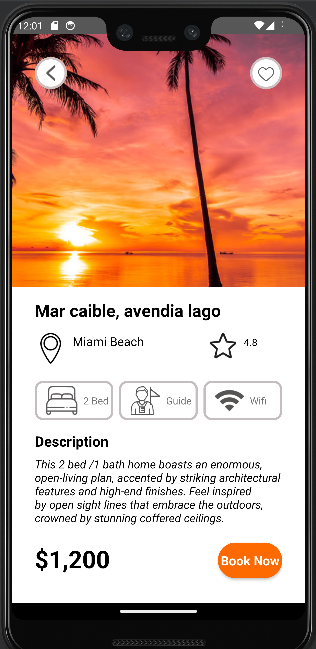 12:01
Mar caible, avendia lago
Miami Beach
4.8
2 Bed
Guide
Wifi
Description
This 2 bed /1 bath home boasts an enormous,
open-living plan, accented by striking architectural
features and high-end finishes. Feel inspired
by open sight lines that embrace the outdoors,
crowned by stunning coffered ceilings.
$1,200
Book Now